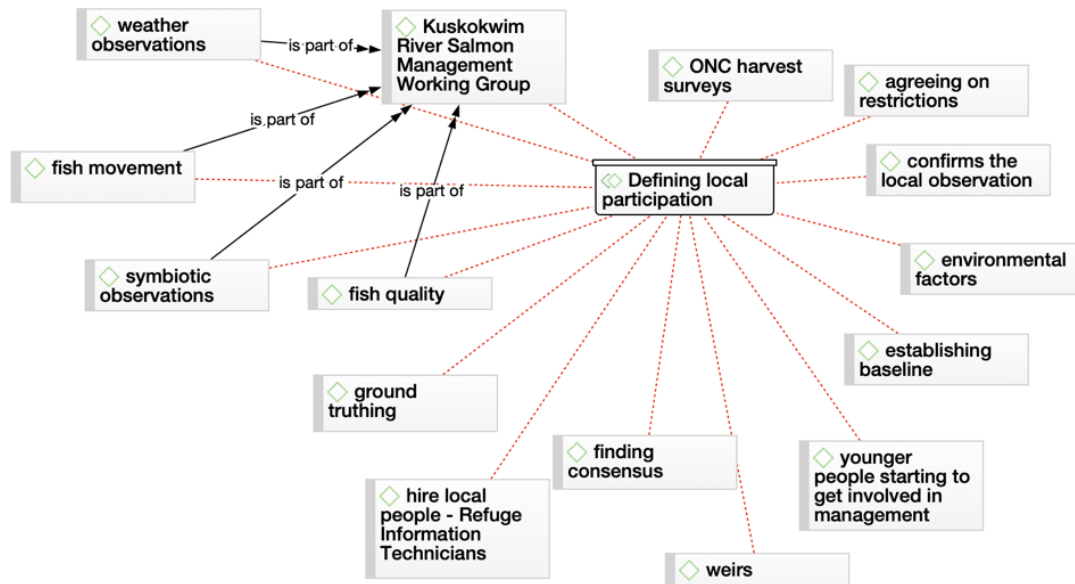 weather
observations
is part of
Kuskokwim
River Salmon
Management
Working Group
ONC harvest
surveys
agreeing on
restrictions
is part of
fish movement
is part of
is part of
Defining local
participation
confirms the
local observation
symbiotic
observations
fish quality
environmental
factors
establishing
baseline
ground
truthing
finding
consensus
younger
people starting to
get involved in
management
hire local
people - Refuge
Information
Technicians
weirs